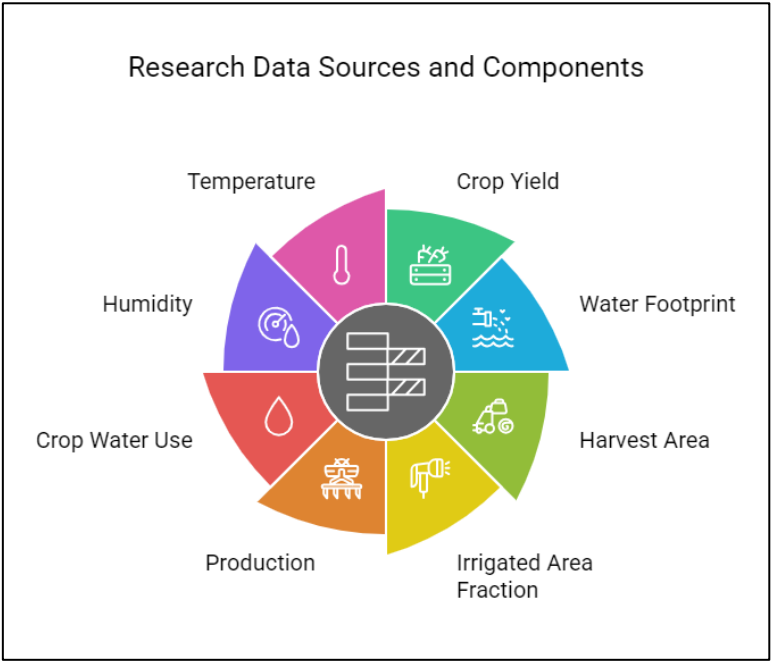 Research Data Sources and Components
Temperature
Crop Yield
Humidity
Water Footprint
Crop Water Use
Harvest Area
Production
Irrigated Area
Fraction